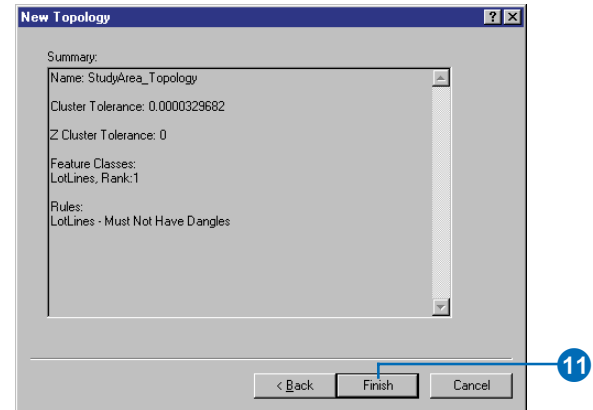 New Topology
Summary:
Name: StudyArea_Topology
Cluster Tolerance: 0.0000329682
Z Cluster Tolerance: 0
Feature Classes:
LotLines, Rank:1
Rules:
LotLines - Must Not Have Dangles
< Back Finish Cancel
11